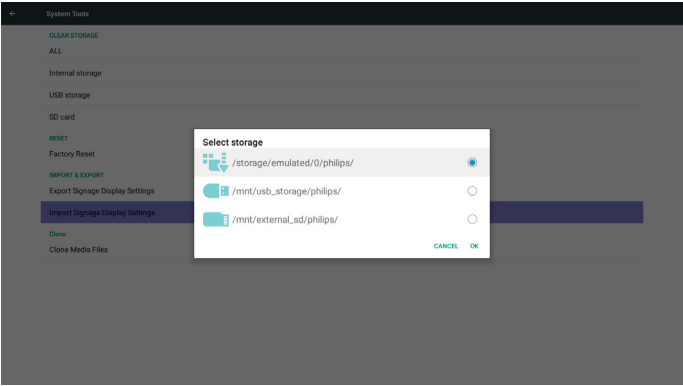 System Tools
CLEAR STORAGE
ALL
Internal storage
USB storage
SD card
RESET
Factory Reset
IMPORT & EXPORT
Export Signage Display Settings
Import Signage Display Settings
Clone
Clone Media Files
Select storage
/storage/emulated/0/philips/
/mnt/usb_storage/philips/
/mnt/external_sd/philips/
CANCEL OK